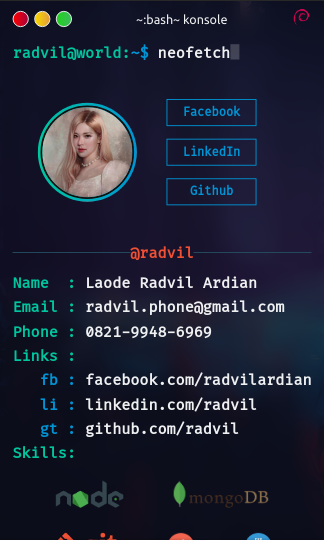 ~:bash~ konsole
radvil@world:~$ neofetch
Facebook
LinkedIn
Github
@radvil
Name : Laode Radvil Ardian
Email : radvil.phone@gmail.com
Phone : 0821-9948-6969
Links :
fb : facebook.com/radvilardian
li : linkedin.com/radvil
gt : github.com/radvil
Skills:
node mongoDB